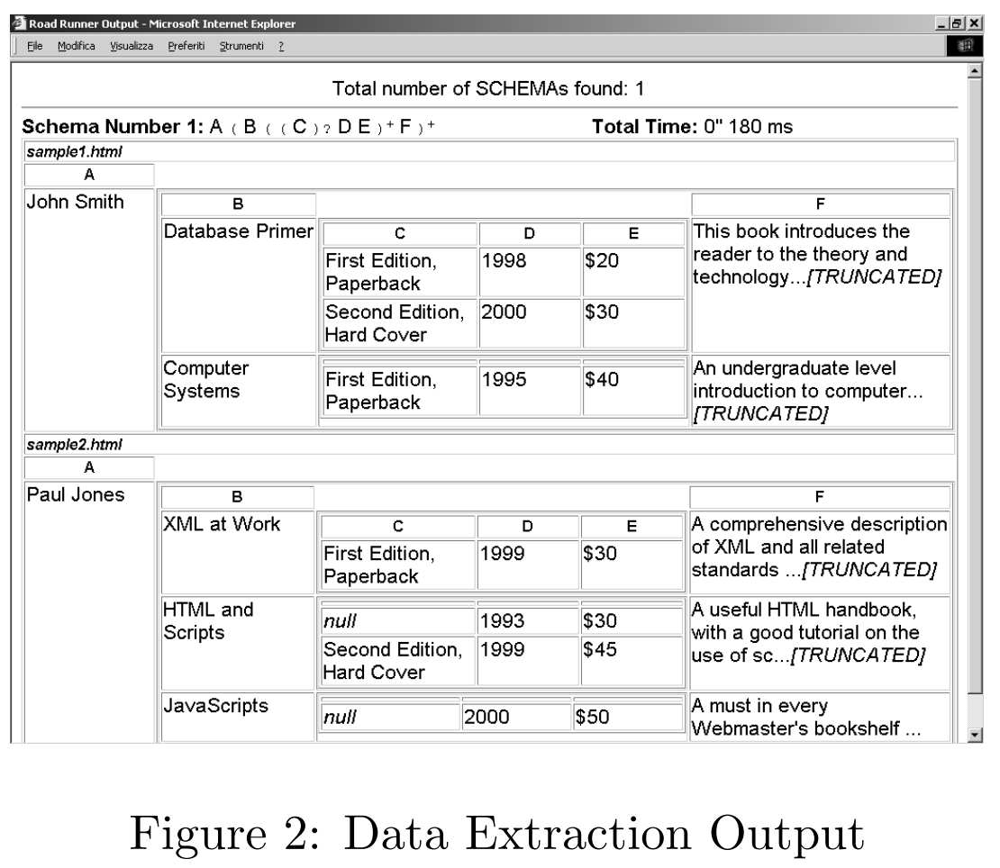 Road Runner Output - Microsoft Internet Explorer
File Modifica Visualizza Preferiti Strumenti ?
Total number of SCHEMAs found: 1
Schema Number 1: A ( B ( ( C ) ? D E ) + F ) + Total Time: 0" 180 ms
sample1.html
A
John Smith
B F
Database Primer
C D E
First Edition, Paperback 1998 $20
Second Edition, Hard Cover 2000 $30
This book introduces the
reader to the theory and
technology...[TRUNCATED]
Computer
Systems
First Edition, Paperback 1995 $40
An undergraduate level
introduction to computer...
[TRUNCATED]
sample2.html
A
Paul Jones
B F
XML at Work
C D E
First Edition, Paperback 1999 $30
A comprehensive description
of XML and all related
standards ...[TRUNCATED]
HTML and
Scripts
null 1993 $30
Second Edition, Hard Cover 1999 $45
A useful HTML handbook,
with a good tutorial on the
use of sc...[TRUNCATED]
JavaScripts
null 2000 $50
A must in every
Webmaster's bookshelf ...
Figure 2: Data Extraction Output